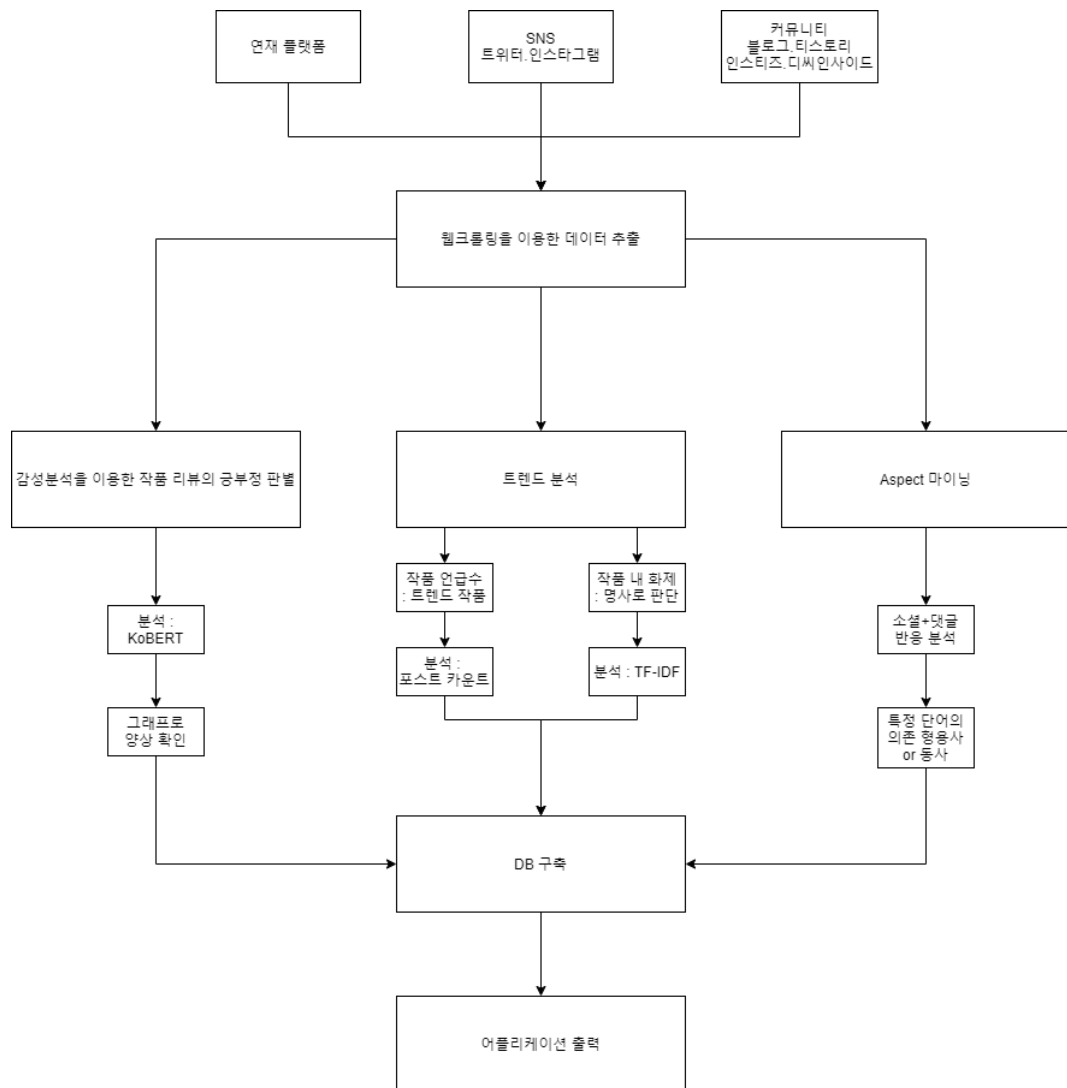 연재 플랫폼
SNS
트위터.인스타그램
커뮤니티
블로그.티스토리
인스티즈.디씨인사이드
웹크롤링을 이용한 데이터 추출
감성분석을 이용한 작품 리뷰의 긍부정 판별
트렌드 분석
Aspect 마이닝
작품 언급수
: 트렌드 작품
작품 내 화제
: 명사로 판단
분석 :
KoBERT
소셜+댓글
반응 분석
분석 :
포스트 카운트
분석 : TF-IDF
그래프로
양상 확인
특정 단어의
의존 형용사
or 동사
DB 구축
어플리케이션 출력